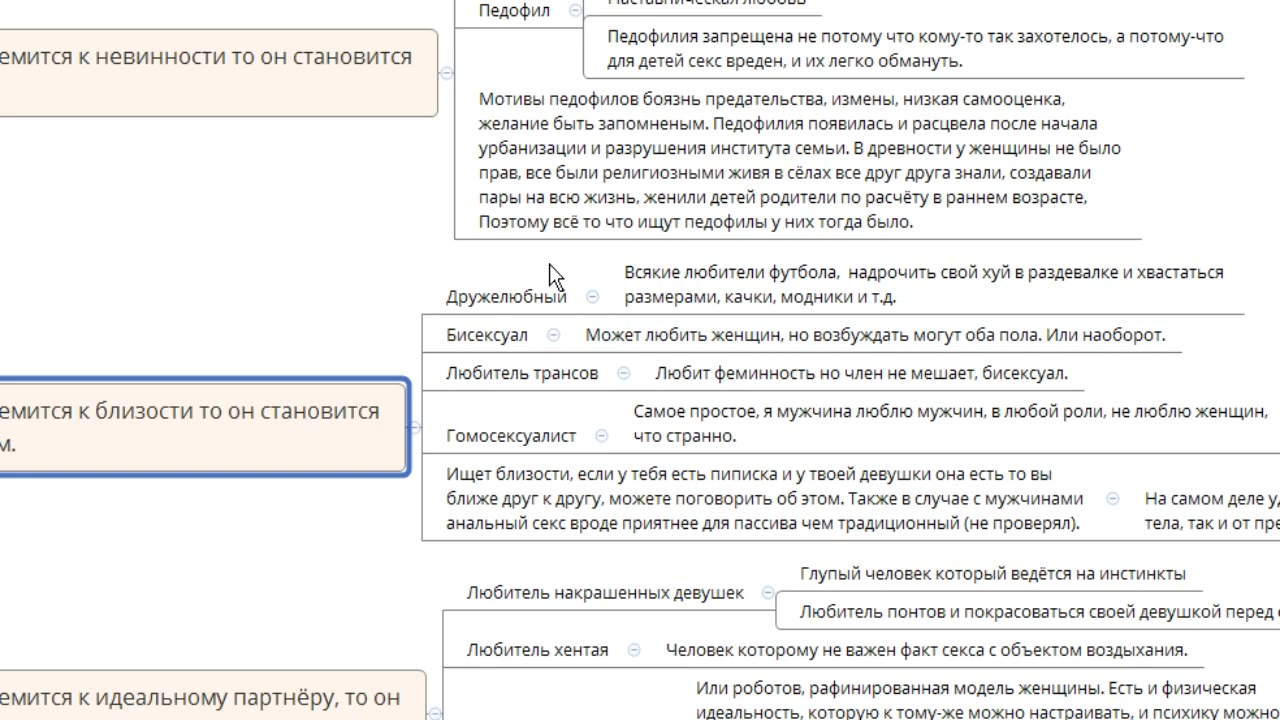 Педофил
Наставническая любовь
Педофилия запрещена не потому что кому-то так захотелось, а потому-что
для детей секс вреден, и их легко обмануть.
емится к невинности то он становится
Мотивы педофилов боязнь предательства, измены, низкая самооценка,
желание быть запомненым. Педофилия появилась и расцвела после начала
урбанизации и разрушения института семьи. В древности у женщины не было
прав, все были религиозными живя в сёлах все друг друга знали, создавали
пары на всю жизнь, женили детей родители по расчёту в раннем возрасте,
Поэтому всё то что ищут педофилы у них тогда было.
Дружелюбный
Всякие любители футбола,  надрочить свой хуй в раздевалке и хвастаться
размерами, качки, модники и т.д.
Бисексуал
Может любить женщин, но возбуждать могут оба пола. Или наоборот.
Любитель трансов
Любит феминность но член не мешает, бисексуал.
емится к близости то он становится
м.
Гомосексуалист
Самое простое, я мужчина люблю мужчин, в любой роли, не люблю женщин,
что странно.
Ищет близости, если у тебя есть пиписка и у твоей девушки она есть то вы
ближе друг к другу, можете поговорить об этом. Также в случае с мужчинами
анальный секс вроде приятнее для пассива чем традиционный (не проверял).
На самом деле уд
тела, так и от пре
Любитель накрашенных девушек
Глупый человек который ведётся на инстинкты
Любитель понтов и покрасоваться своей девушкой перед
Любитель хентая
Человек которому не важен факт секса с объектом воздыхания.
емится к идеальному партнёру, то он
Или роботов, рафинированная модель женщины. Есть и физическая
идеальность, которую к тому-же можно настраивать, и психику можно